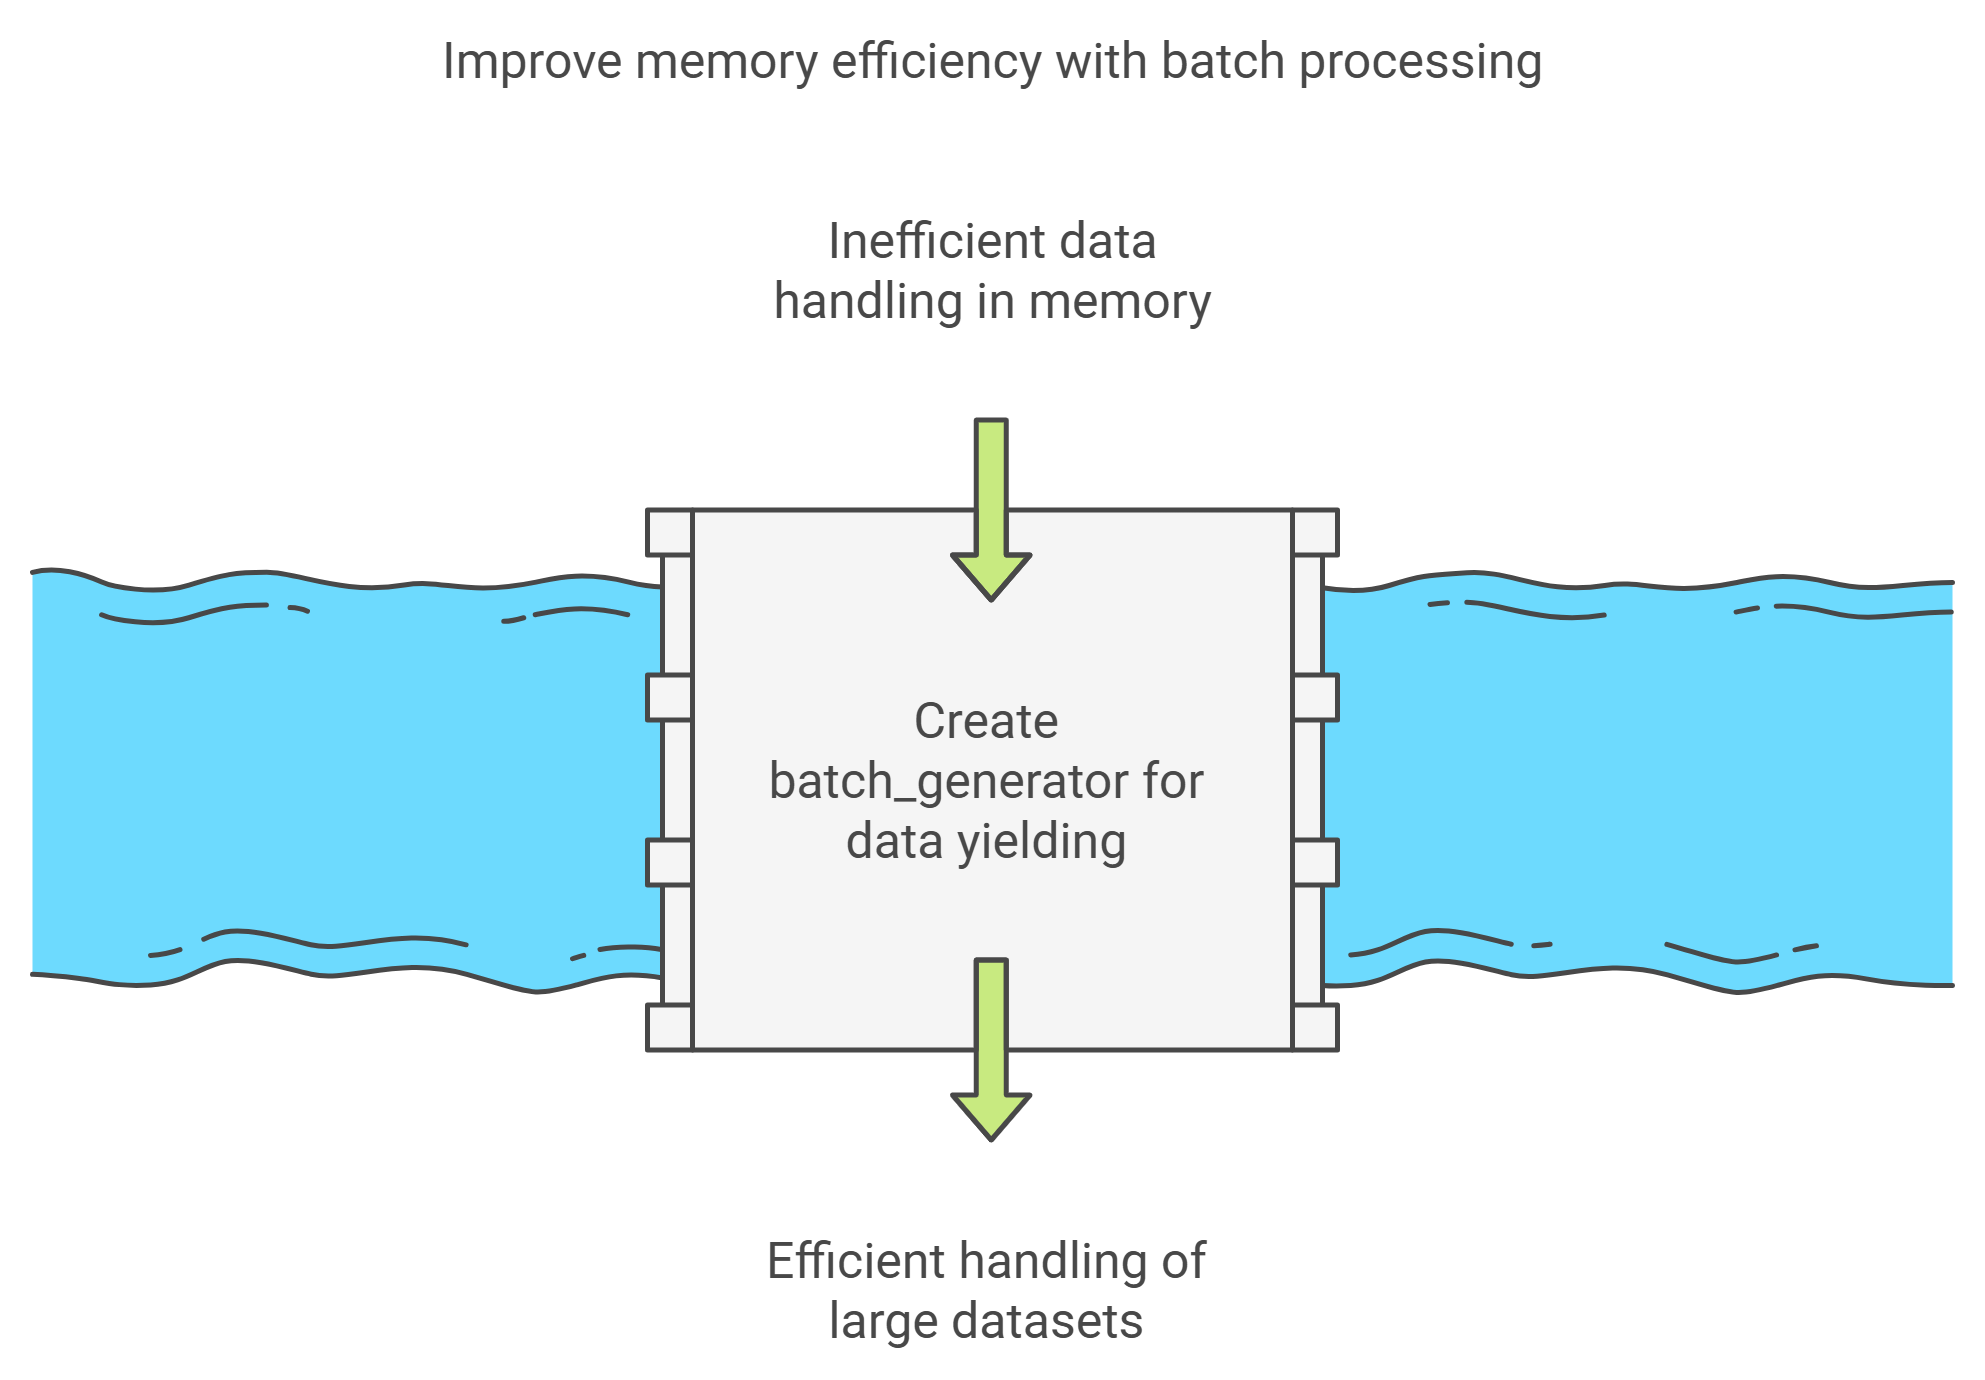 Improve memory efficiency with batch processing
Inefficient data
handling in memory
Create
batch_generator for
data yielding
Efficient handling of
large datasets